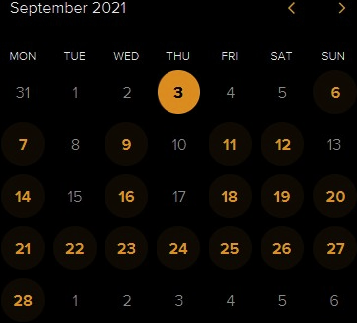 September 2021
MON TUE WED THU FRI SAT SUN
31 1 2 3 4 5 6
7 8 9 10 11 12 13
14 15 16 17 18 19 20
21 22 23 24 25 26 27
28 1 2 3 4 5 6